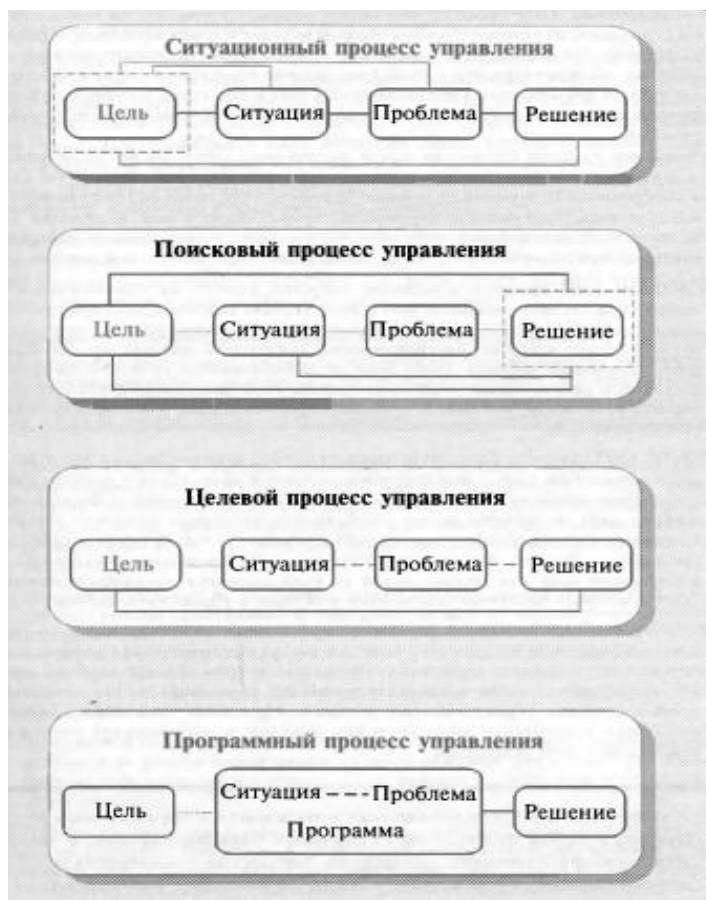 Ситуационный процесс управления
Цель Ситуация Проблема Решение
Поисковый процесс управления
Цель Ситуация Проблема Решение
Целевой процесс управления
Цель Ситуация Проблема Решение
Программный процесс управления
Ситуация Проблема
Цель Решение
Программа